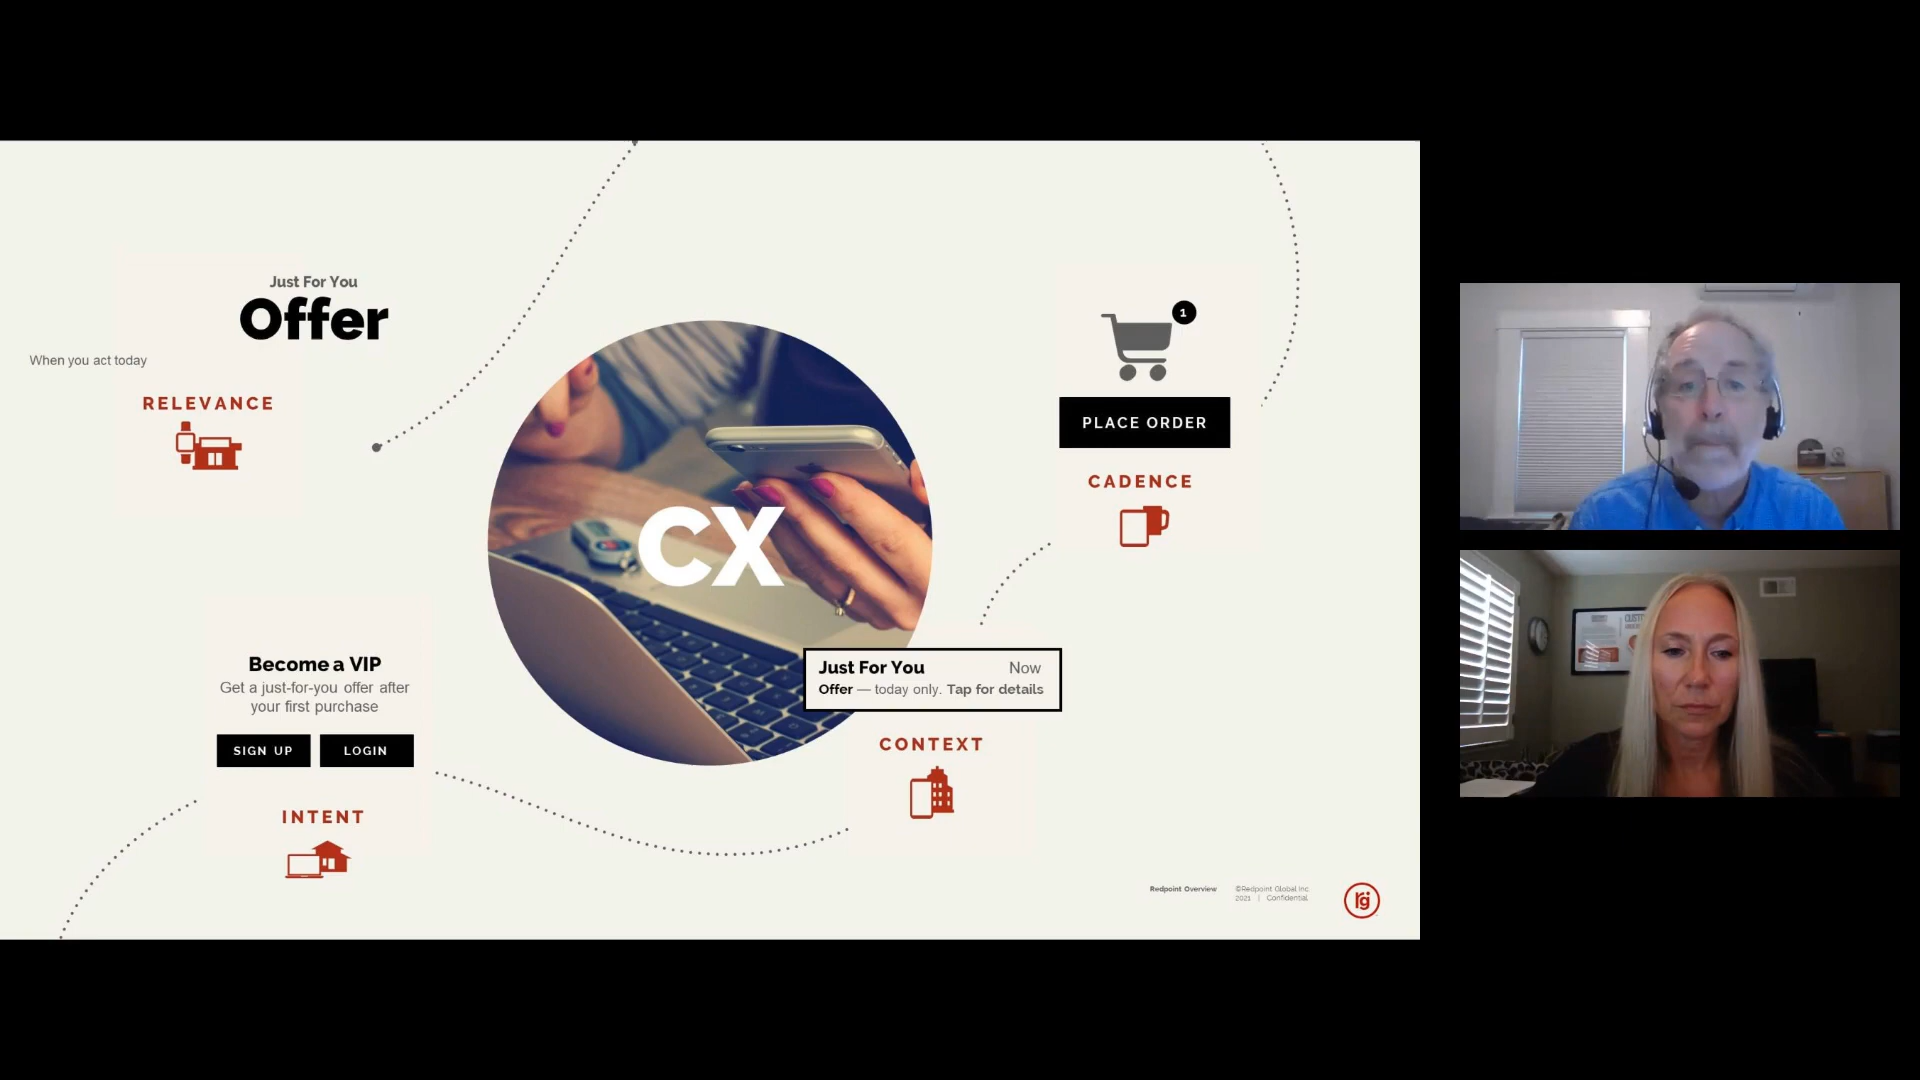 Just For You
Offer
When you act today
RELEVANCE
1
PLACE ORDER
CADENCE
CX
Become a VIP
Get a just-for-you offer after
your first purchase
SIGN UP
LOGIN
INTENT
Just For You
Now
Offer — today only. Tap for details
CONTEXT
Redpoint Overview
©Redpoint Global Inc
2021 | Confidential
rg